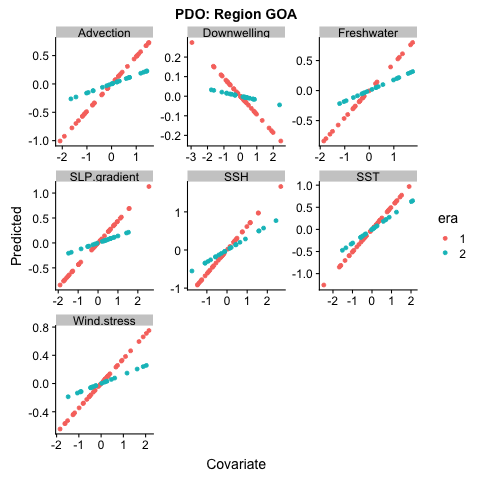 PDO: Region GOA
Advection
Downwelling
Freshwater
0.5
0.0
-0.5
-1.0
-2 -1 0 1
0.2
0.1
0.0
-0.1
-0.2
-3 -2 -1 0 1 2
0.5
0.0
-0.5
-1 0 1
SLP.gradient
SSH
SST
1.0
0.5
0.0
-0.5
-2 -1 0 1 2
1
0
-1
-1 0 1 2
1.0
0.5
0.0
-0.5
-1.0
-2 -1 0 1 2
Wind.stress
0.8
0.4
0.0
-0.4
-2 -1 0 1 2
Predicted
Covariate
era
1
2